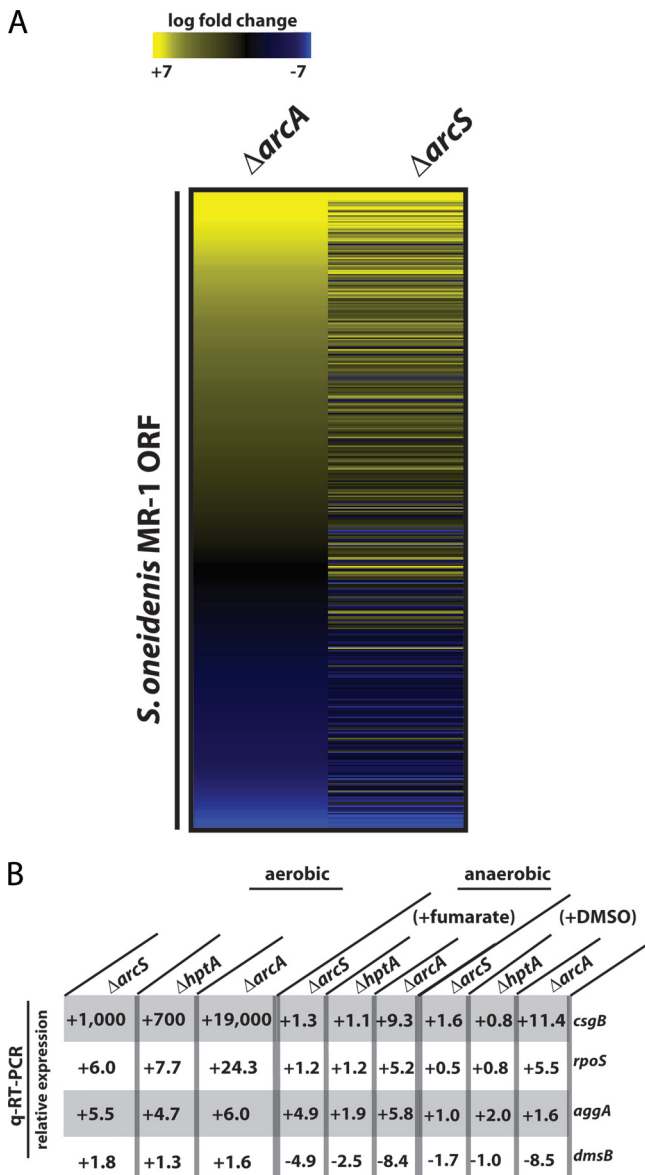 A
log fold change
+7 -7
ΔarcA ΔarcS
S. oneidenis MR-1 ORF
B
aerobic anaerobic
(+fumarate) (+DMSO)
ΔarcS ΔhptA ΔarcA ΔarcS ΔhptA ΔarcA ΔarcS ΔhptA ΔarcA
q-RT-PCR
relative expression
+1,000 +700 +19,000 +1.3 +1.1 +9.3 +1.6 +0.8 +11.4 csgB
+6.0 +7.7 +24.3 +1.2 +1.2 +5.2 +0.5 +0.8 +5.5 rpoS
+5.5 +4.7 +6.0 +4.9 +1.9 +5.8 +1.0 +2.0 +1.6 aggA
+1.8 +1.3 +1.6 -4.9 -2.5 -8.4 -1.7 -1.0 -8.5 dmsB